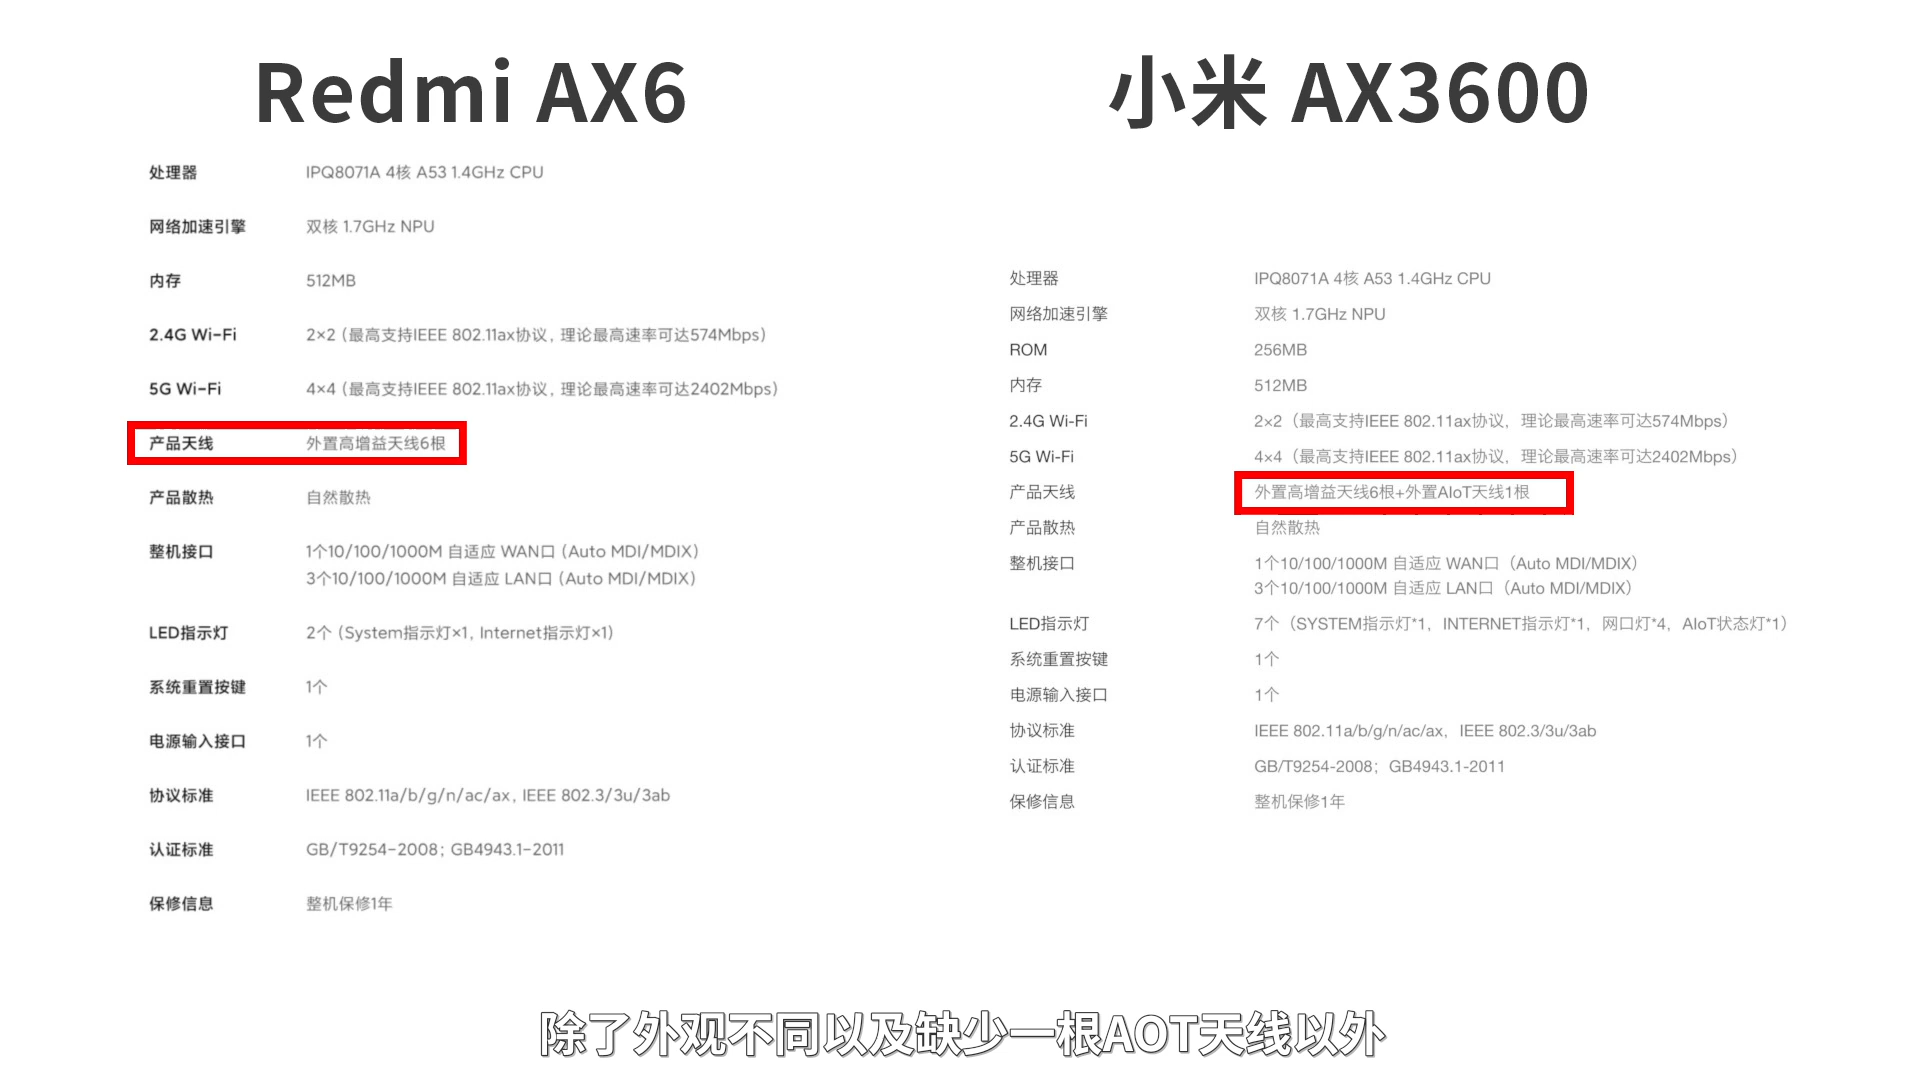 Redmi AX6
处理器 IPQ8071A 4核 A53 1.4GHz CPU
网络加速引擎 双核 1.7GHz NPU
内存 512MB
2.4G Wi-Fi 2×2 (最高支持IEEE 802.11ax协议, 理论最高速率可达574Mbps)
5G Wi-Fi 4×4 (最高支持IEEE 802.11ax协议, 理论最高速率可达2402Mbps)
产品天线 外置高增益天线6根
产品散热 自然散热
整机接口 1个10/100/1000M 自适应 WAN口 (Auto MDI/MDIX)
3个10/100/1000M 自适应 LAN口 (Auto MDI/MDIX)
LED指示灯 2个 (System指示灯×1, Internet指示灯×1)
系统重置按键 1个
电源输入接口 1个
协议标准 IEEE 802.11a/b/g/n/ac/ax, IEEE 802.3/3u/3ab
认证标准 GB/T9254-2008; GB4943.1-2011
保修信息 整机保修1年
小米 AX3600
处理器 IPQ8071A 4核 A53 1.4GHz CPU
网络加速引擎 双核 1.7GHz NPU
ROM 256MB
内存 512MB
2.4G Wi-Fi 2×2（最高支持IEEE 802.11ax协议，理论最高速率可达574Mbps）
5G Wi-Fi 4×4（最高支持IEEE 802.11ax协议，理论最高速率可达2402Mbps）
产品天线 外置高增益天线6根+外置AIoT天线1根
产品散热 自然散热
整机接口 1个10/100/1000M 自适应 WAN口（Auto MDI/MDIX）
3个10/100/1000M 自适应 LAN口（Auto MDI/MDIX）
LED指示灯 7个（SYSTEM指示灯*1，INTERNET指示灯*1，网口灯*4，AIoT状态灯*1）
系统重置按键 1个
电源输入接口 1个
协议标准 IEEE 802.11a/b/g/n/ac/ax，IEEE 802.3/3u/3ab
认证标准 GB/T9254-2008；GB4943.1-2011
保修信息 整机保修1年
除了外观不同以及缺少一根AOT天线以外